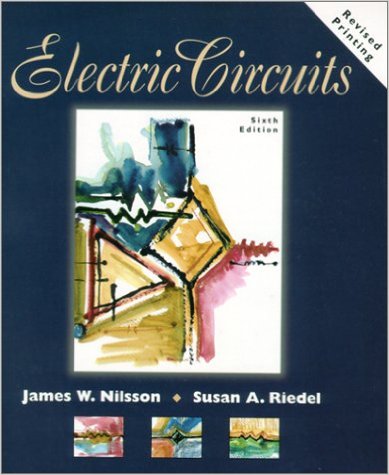 Revised
Printing
Electric Circuits
Sixth
Edition
James W. Nilsson ◆ Susan A. Riedel